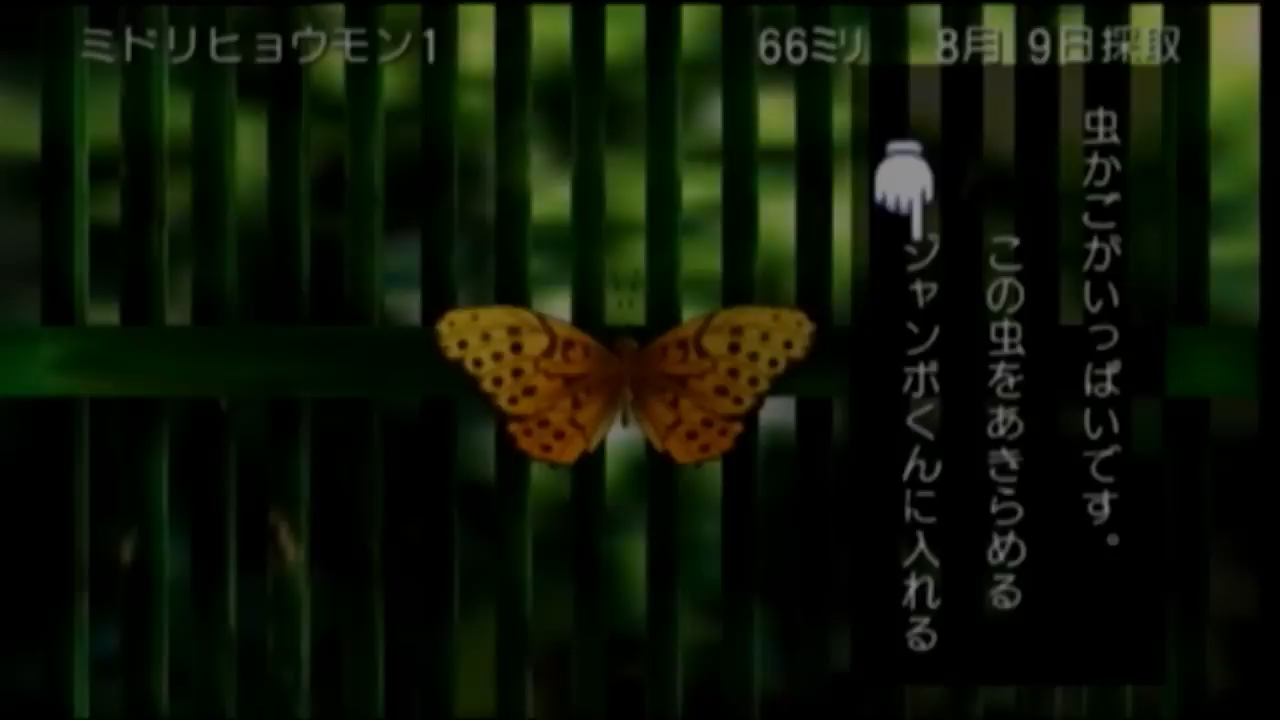 ミドリヒョウモン1
66ミリ 8月 9日採取
虫かごがいっぱいです。
この虫をあきらめる
ジャンボくんに入れる